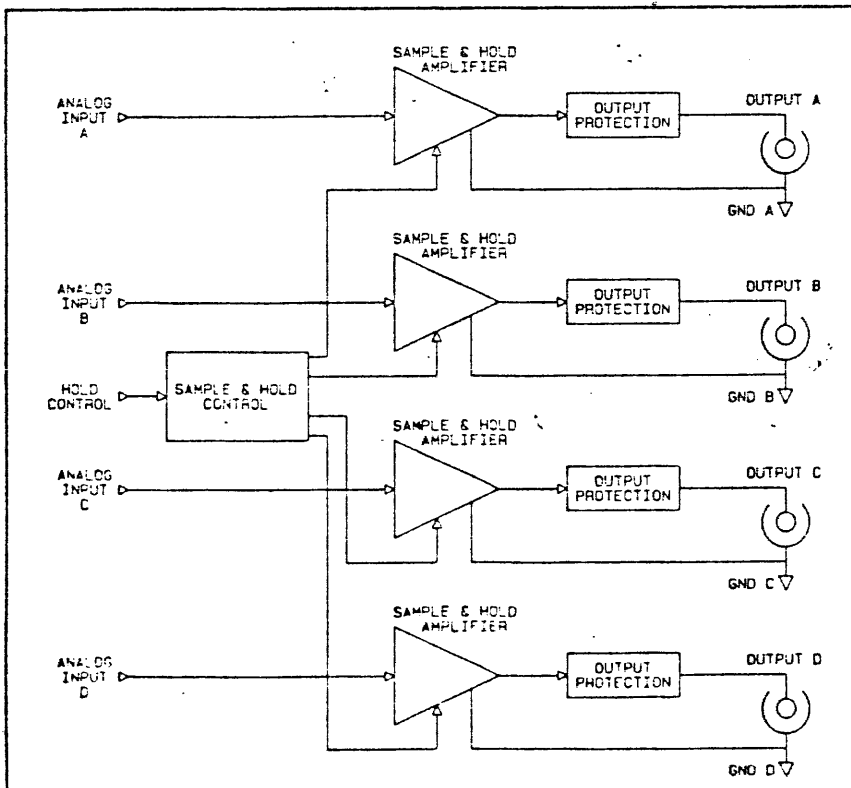 SAMPLE & HOLD
AMPLIFIER
ANALOG
INPUT
A
OUTPUT
PROTECTION
OUTPUT A
GND A
SAMPLE & HOLD
AMPLIFIER
ANALOG
INPUT
B
OUTPUT
PROTECTION
OUTPUT B
GND B
HOLD
CONTROL
SAMPLE & HOLD
CONTROL
SAMPLE & HOLD
AMPLIFIER
ANALOG
INPUT
C
OUTPUT
PROTECTION
OUTPUT C
GND C
SAMPLE & HOLD
AMPLIFIER
ANALOG
INPUT
D
OUTPUT
PROTECTION
OUTPUT D
GND D